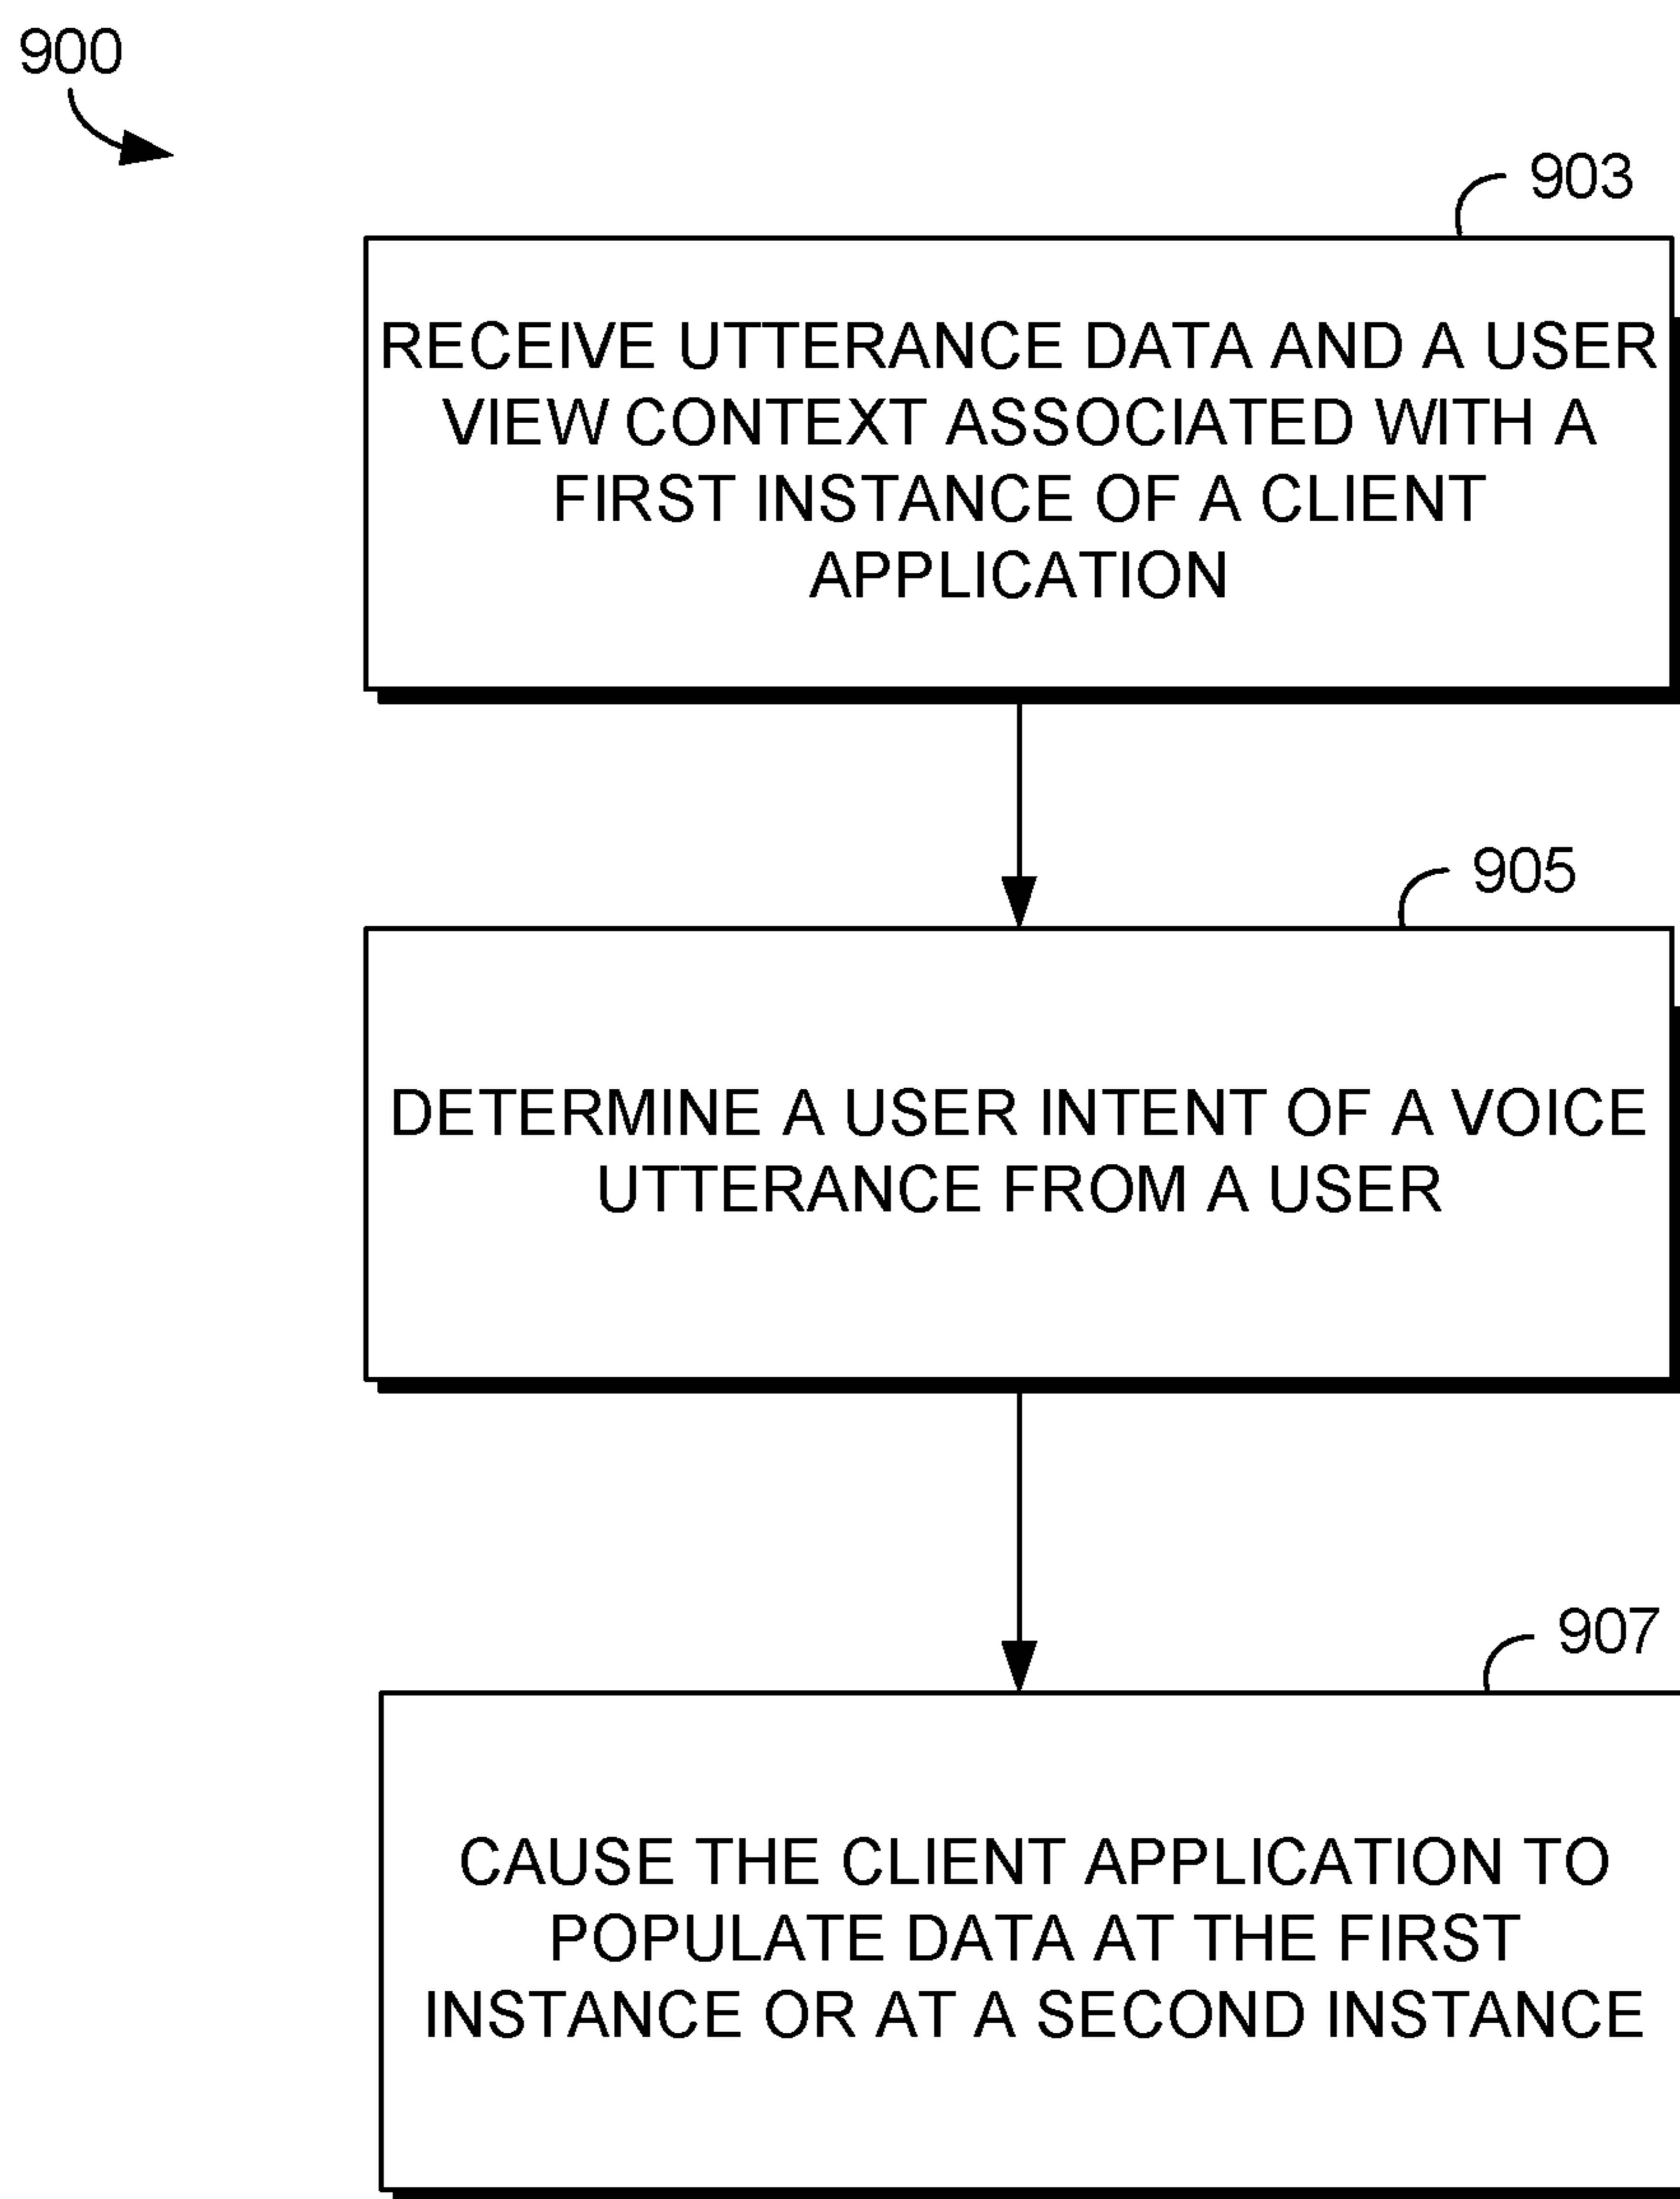 900
903
RECEIVE UTTERANCE DATA AND A USER
VIEW CONTEXT ASSOCIATED WITH A
FIRST INSTANCE OF A CLIENT
APPLICATION
905
DETERMINE A USER INTENT OF A VOICE
UTTERANCE FROM A USER
907
CAUSE THE CLIENT APPLICATION TO
POPULATE DATA AT THE FIRST
INSTANCE OR AT A SECOND INSTANCE